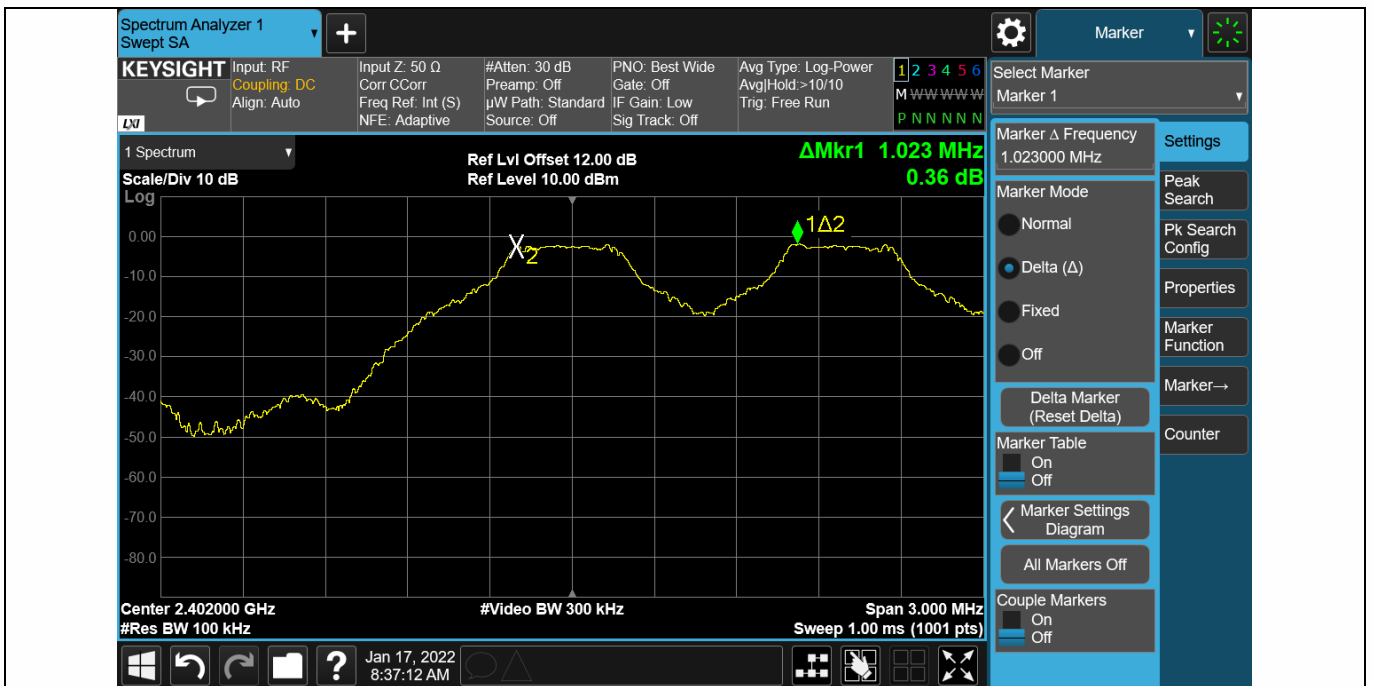 Spectrum Analyzer 1
Swept SA
Marker
KEYSIGHT
LXI
Input: RF
Coupling: DC
Align: Auto
Input Z: 50 Ω
Corr CCorr
Freq Ref: Int (S)
NFE: Adaptive
#Atten: 30 dB
Preamp: Off
µW Path: Standard
Source: Off
PNO: Best Wide
Gate: Off
IF Gain: Low
Sig Track: Off
Avg Type: Log-Power
Avg|Hold:>10/10
Trig: Free Run
1 2 3 4 5 6
M W W W W W
P N N N N N
1 Spectrum
Scale/Div 10 dB
Log
Ref Lvl Offset 12.00 dB
Ref Level 10.00 dBm
ΔMkr1 1.023 MHz
0.36 dB
0.00
-10.0
-20.0
-30.0
-40.0
-50.0
-60.0
-70.0
-80.0
X2
1Δ2
Center 2.402000 GHz
#Res BW 100 kHz
#Video BW 300 kHz
Span 3.000 MHz
Sweep 1.00 ms (1001 pts)
Select Marker
Marker 1
Marker Δ Frequency
1.023000 MHz
Marker Mode
Normal
Delta (Δ)
Fixed
Off
Delta Marker
(Reset Delta)
Marker Table
On
Off
Marker Settings
Diagram
All Markers Off
Couple Markers
On
Off
Settings
Peak
Search
Pk Search
Config
Properties
Marker
Function
Marker→
Counter
?
Jan 17, 2022
8:37:12 AM